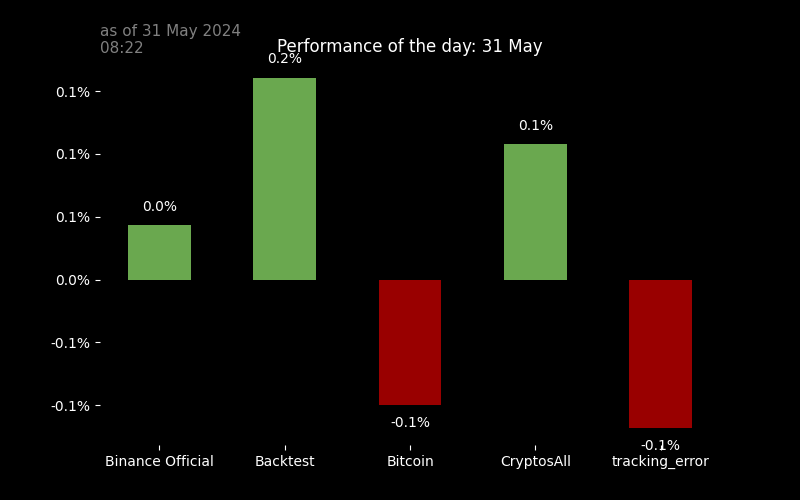 as of 31 May 2024
08:22
Performance of the day: 31 May
0.2%
0.1%
0.1%
0.1%
0.1%
0.0%
0.0%
-0.1%
-0.1%
-0.1%
-0.1%
Binance Official
Backtest
Bitcoin
CryptosAll
tracking_error